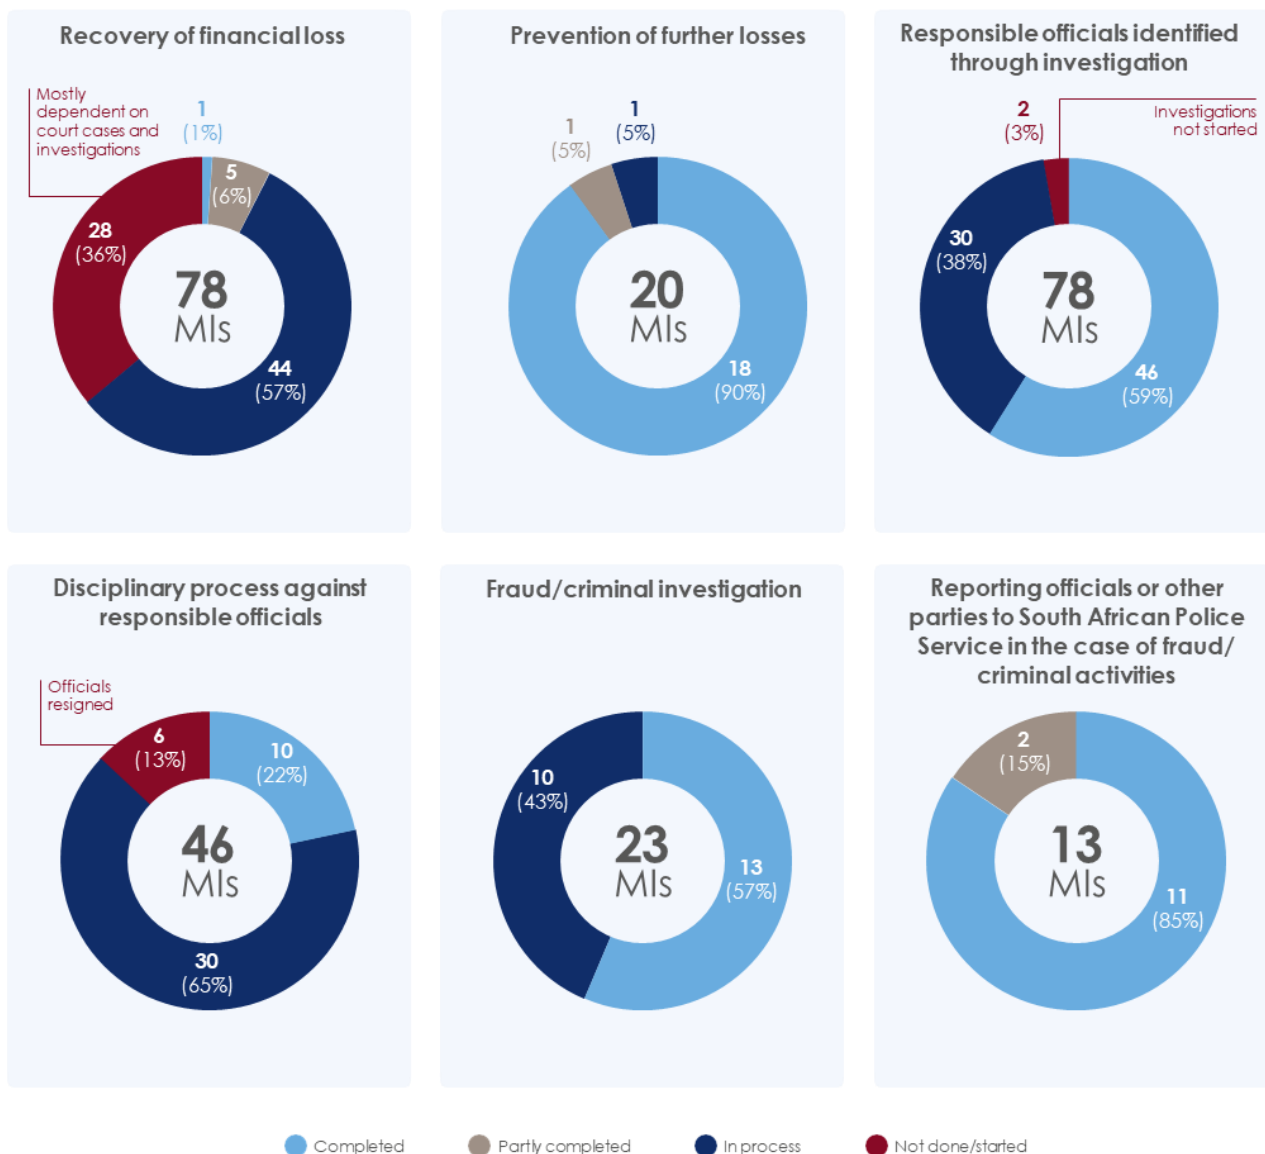 Recovery of financial loss
Mostly
dependent on
court cases and
investigations
1
(1%)
5
(6%)
28
(36%)
78
MIs
44
(57%)
Prevention of further losses
1
(5%)
1
(5%)
20
MIs
18
(90%)
Responsible officials identified
through investigation
2
(3%)
Investigations
not started
30
(38%)
78
MIs
46
(59%)
Disciplinary process against
responsible officials
Officials
resigned
6
(13%)
10
(22%)
46
MIs
30
(65%)
Fraud/criminal investigation
10
(43%)
23
MIs
13
(57%)
Reporting officials or other
parties to South African Police
Service in the case of fraud/
criminal activities
2
(15%)
13
MIs
11
(85%)
Completed
Partly completed
In process
Not done/started